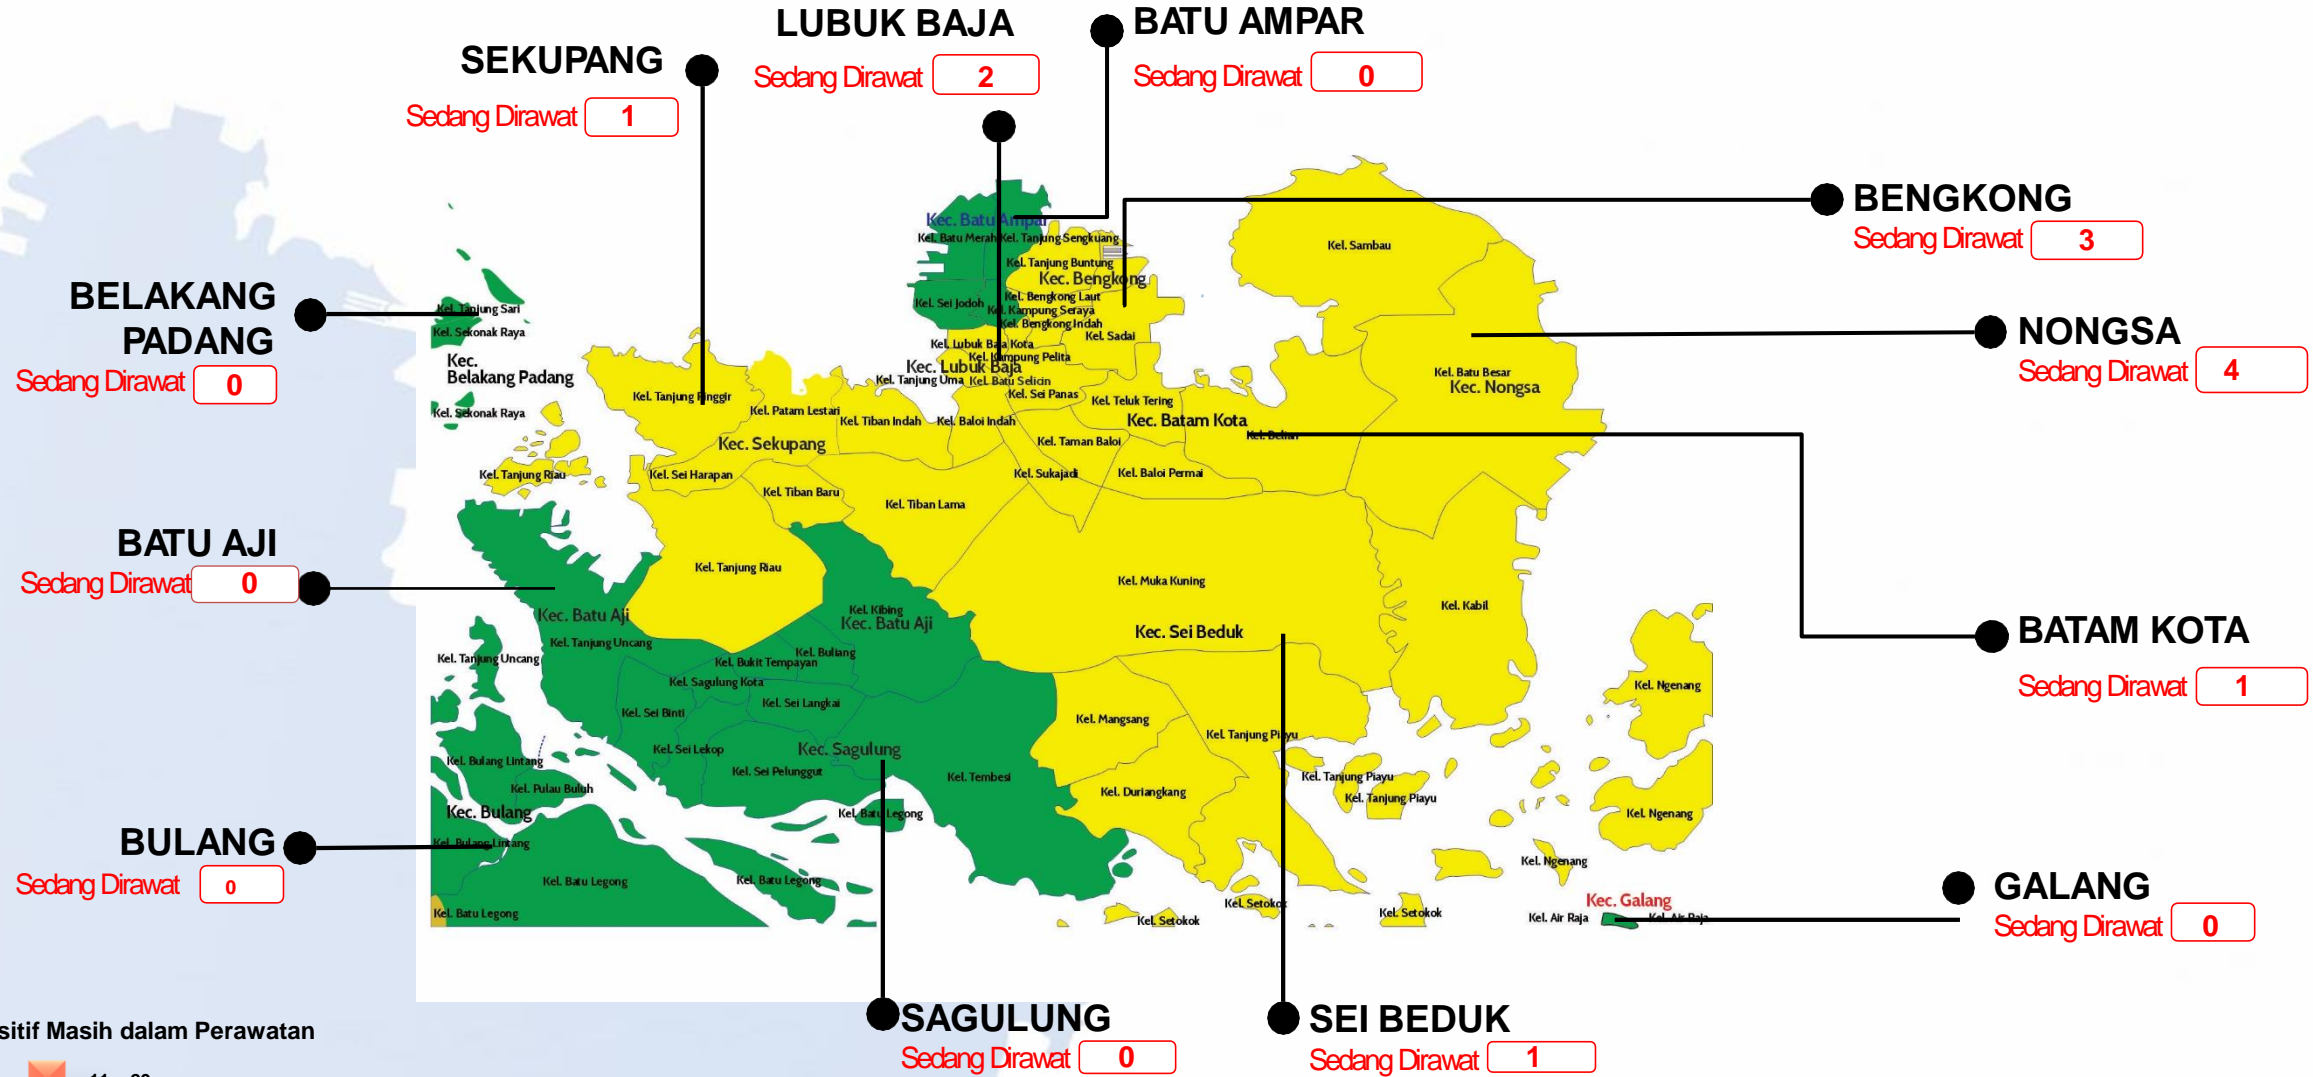 LUBUK BAJA
Sedang Dirawat 2
BATU AMPAR
Sedang Dirawat 0
SEKUPANG
Sedang Dirawat 1
BENGKONG
Sedang Dirawat 3
BELAKANG
PADANG
Sedang Dirawat 0
NONGSA
Sedang Dirawat 4
BATU AJI
Sedang Dirawat 0
BATAM KOTA
Sedang Dirawat 1
BULANG
Sedang Dirawat 0
GALANG
Sedang Dirawat 0
SAGULUNG
Sedang Dirawat 0
SEI BEDUK
Sedang Dirawat 1
Kec. Batu Ampar
Kel. Batu Merah
Kel. Tanjung Sengkuang
Kel. Tanjung Buntung
Kec. Bengkong
Kel. Sei Jodoh
Kel. Bengkong Laut
Kel. Kampung Seraya
Kel. Bengkong Indah
Kel. Sadai
Kel. Lubuk Baja Kota
Kel. Kampung Pelita
Kec. Lubuk Baja
Kel. Tanjung Uma
Kel. Batu Selicin
Kel. Sei Panas
Kel. Teluk Tering
Kec. Batam Kota
Kel. Belian
Kel. Sambau
Kel. Batu Besar
Kec. Nongsa
Kel. Tanjung Sari
Kel. Sekonak Raya
Kec.
Belakang Padang
Kel. Sekonak Raya
Kel. Tanjung Pinggir
Kel. Patam Lestari
Kel. Tiban Indah
Kel. Baloi Indah
Kel. Taman Baloi
Kec. Sekupang
Kel. Tanjung Riau
Kel. Sei Harapan
Kel. Tiban Baru
Kel. Tiban Lama
Kel. Sukajadi
Kel. Baloi Permai
Kel. Tanjung Riau
Kel. Muka Kuning
Kel. Kabil
Kec. Batu Aji
Kel. Kibing
Kec. Batu Aji
Kec. Sei Beduk
Kel. Tanjung Uncang
Kel. Tanjung Uncang
Kel. Bukit Tempayan
Kel. Buliang
Kel. Sagulung Kota
Kel. Sei Langkai
Kel. Sei Binti
Kel. Mangsang
Kel. Ngenang
Kel. Sei Lekop
Kec. Sagulung
Kel. Tanjung Piayu
Kel. Bulang Lintang
Kel. Sei Pelunggut
Kel. Tembesi
Kel. Tanjung Piayu
Kel. Pulau Buluh
Kel. Duriangkang
Kel. Tanjung Piayu
Kec. Bulang
Kel. Batu Legong
Kel. Ngenang
Kel. Bulang Lintang
Kel. Ngenang
Kel. Batu Legong
Kel. Batu Legong
Kec. Galang
Kel. Batu Legong
Kel. Setokok
Kel. Setokok
Kel. Setokok
Kel. Air Raja
Kel. Air Raja
sitif Masih dalam Perawatan